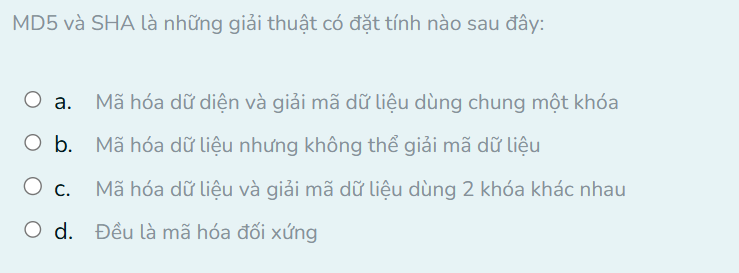 MD5 và SHA là những giải thuật có đặt tính nào sau đây:
a. Mã hóa dữ diện và giải mã dữ liệu dùng chung một khóa
b. Mã hóa dữ liệu nhưng không thể giải mã dữ liệu
c. Mã hóa dữ liệu và giải mã dữ liệu dùng 2 khóa khác nhau
d. Đều là mã hóa đối xứng